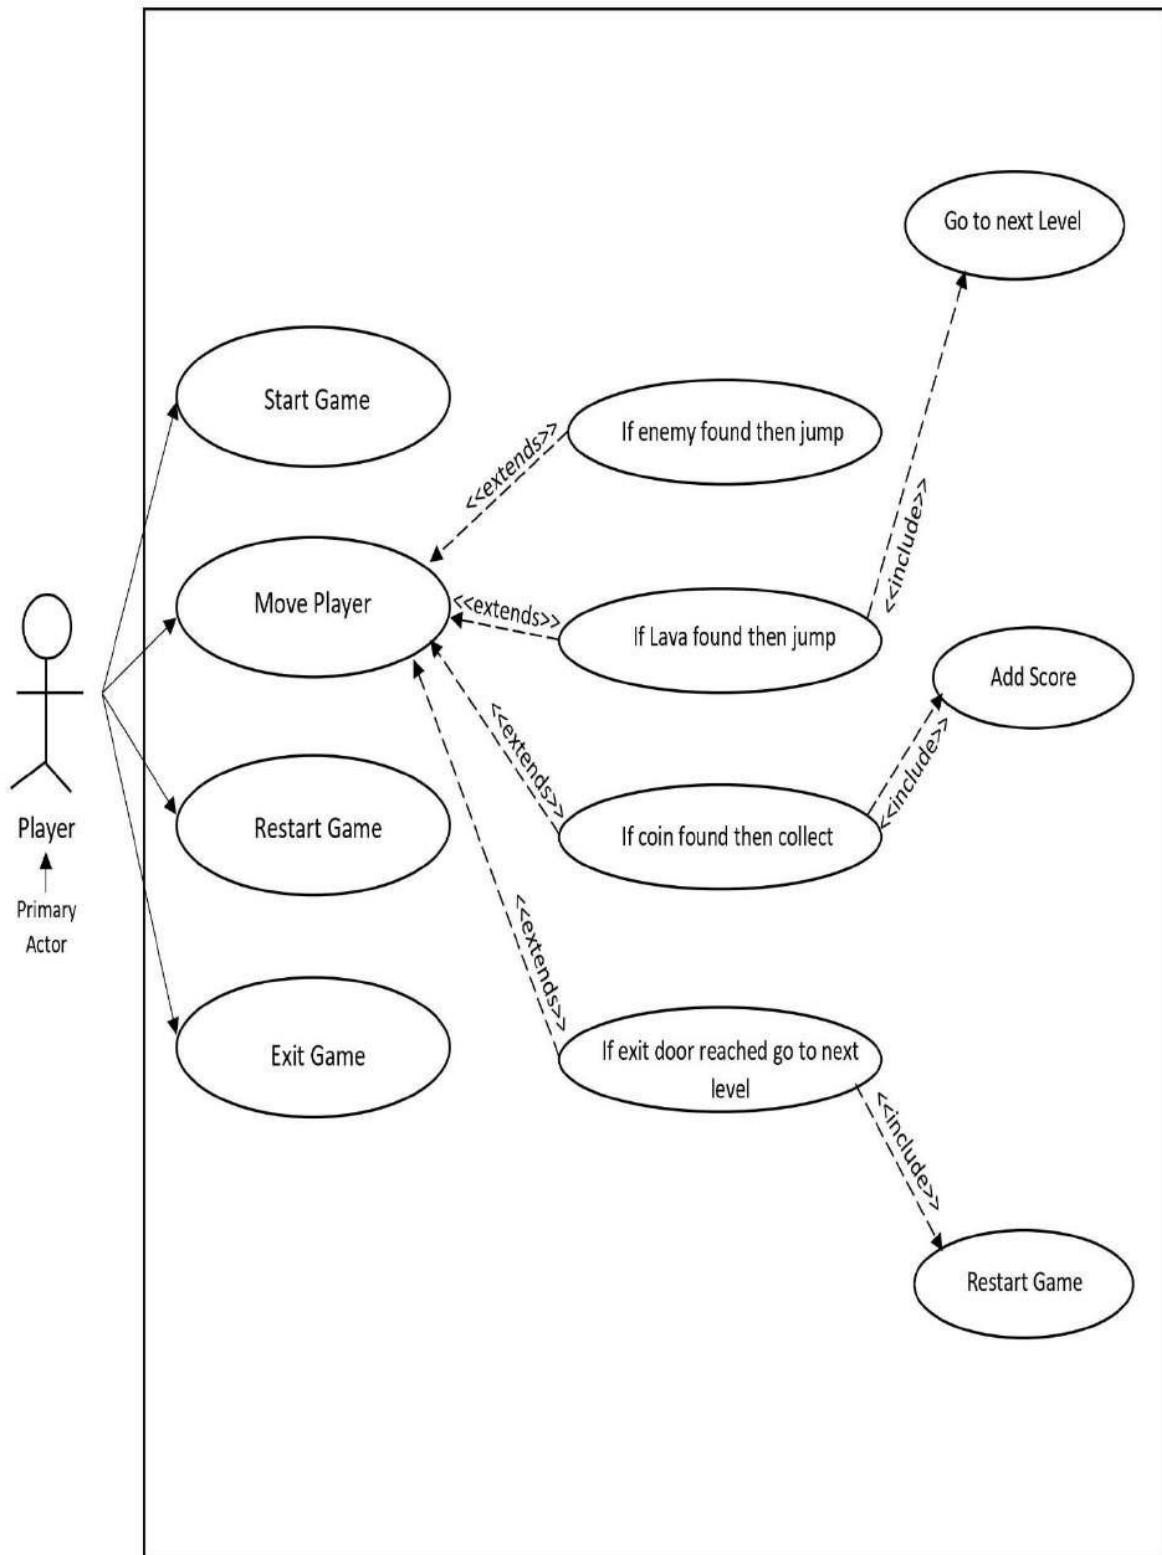 Go to next Level
Start Game
If enemy found then jump
<<extends>>
<<include>>
Move Player
<<extends>>
If Lava found then jump
Add Score
<<extends>>
<<include>>
Player
Restart Game
If coin found then collect
Primary
Actor
<<extends>>
Exit Game
If exit door reached go to next
level
<<include>>
Restart Game